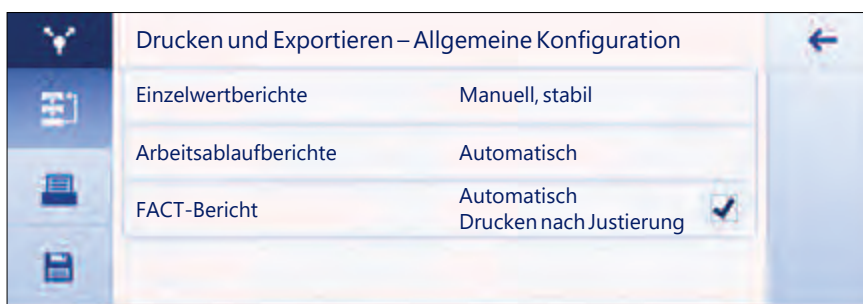 Drucken und Exportieren – Allgemeine Konfiguration
Einzelwertberichte Manuell, stabil
Arbeitsablaufberichte Automatisch
FACT-Bericht Automatisch
Drucken nach Justierung